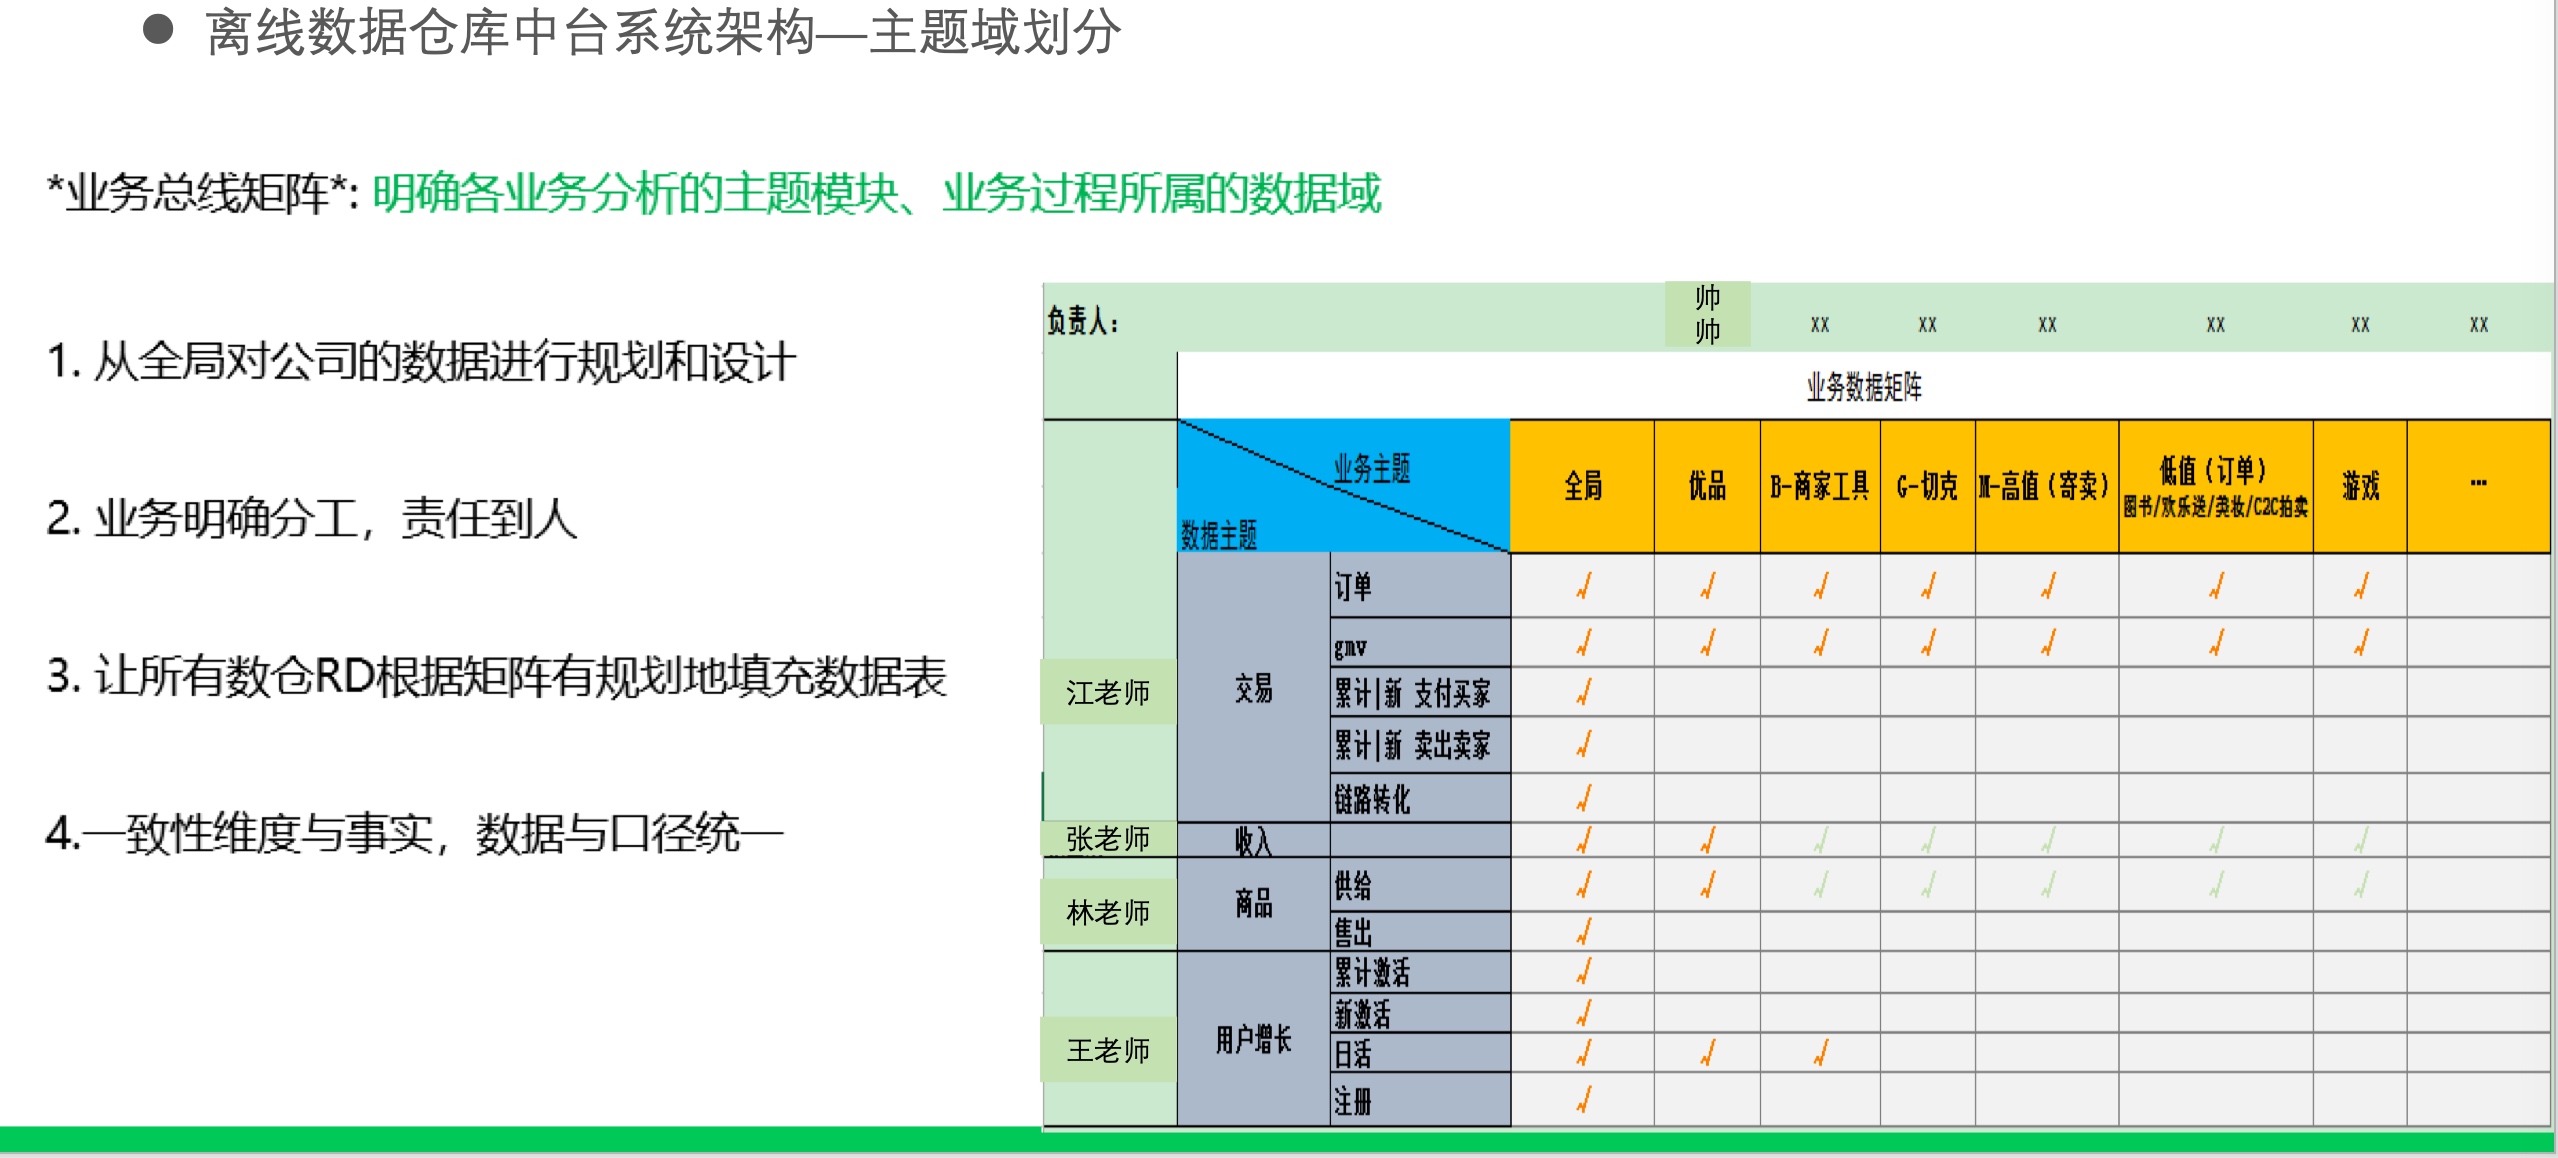 ● 离线数据仓库中台系统架构—主题域划分
*业务总线矩阵*: 明确各业务分析的主题模块、业务过程所属的数据域
1. 从全局对公司的数据进行规划和设计
2. 业务明确分工，责任到人
3. 让所有数仓RD根据矩阵有规划地填充数据表
4.一致性维度与事实，数据与口径统一
负责人： 帅帅 xx xx xx xx xx xx
业务数据矩阵
业务主题
数据主题
全局 优品 B-商家工具 G-切克 M-高值（寄卖） 低值（订单） 游戏 …
图书/欢乐送/美妆/C2C拍卖
订单 √ √ √ √ √ √ √
gmv √ √ √ √ √ √ √
江老师 交易 累计|新 支付买家 √
累计|新 卖出卖家 √
链路转化 √
张老师 收入 √ √ √ √ √ √ √
供给 √ √ √ √ √ √ √
林老师 商品
售出 √
累计激活 √
新激活 √
王老师 用户增长 日活 √ √ √
注册 √